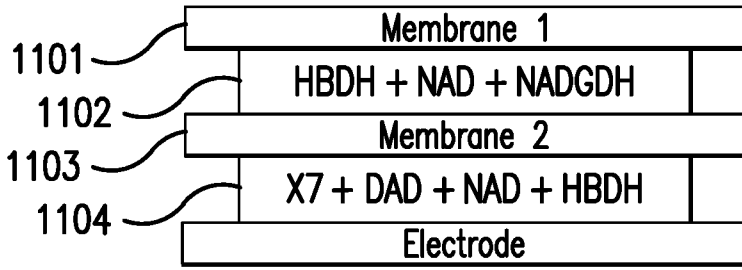 Membrane 1
1101
HBDH + NAD + NADGDH
1102
Membrane 2
1103
X7 + DAD + NAD + HBDH
1104
Electrode